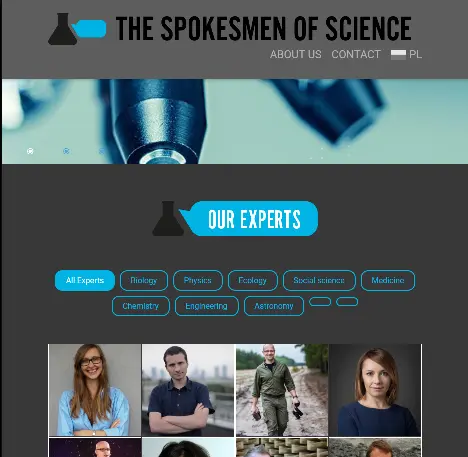 THE SPOKESMEN OF SCIENCE
ABOUT US CONTACT PL
OUR EXPERTS
All Experts Biology Physics Ecology Social science Medicine
Chemistry Engineering Astronomy